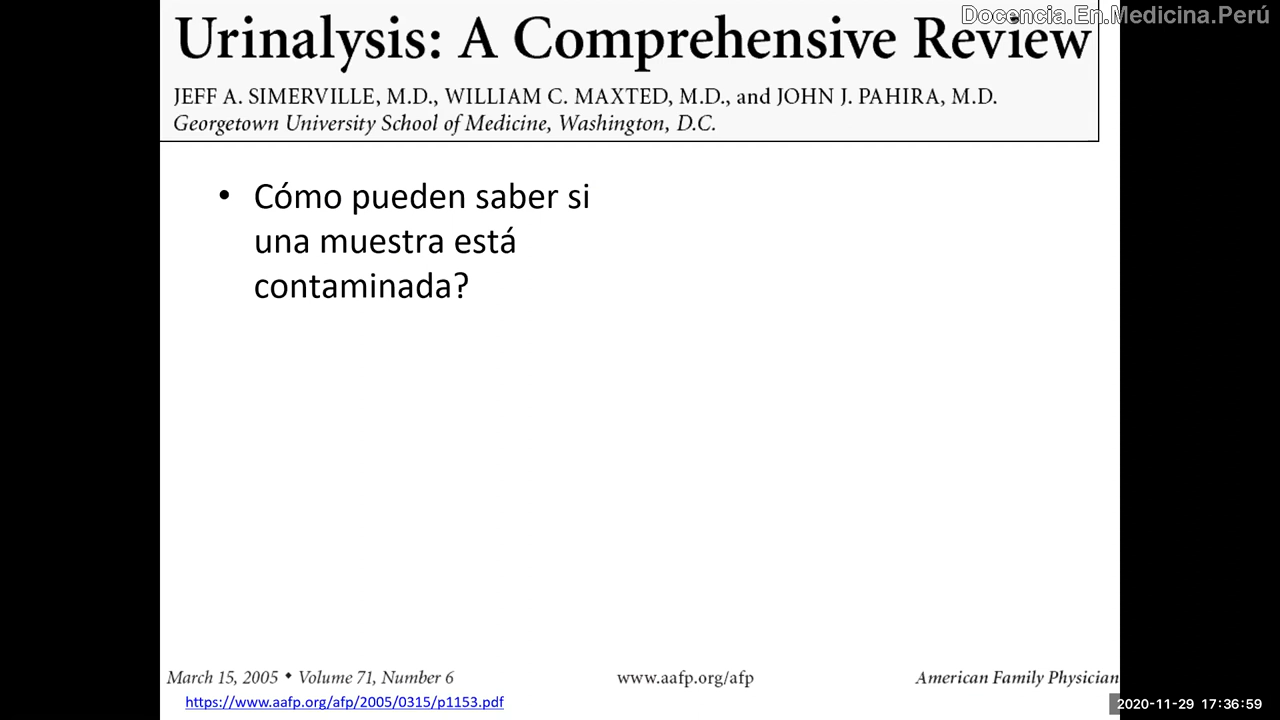 Docencia.En.Medicina.Perú
Urinalysis: A Comprehensive Review
JEFF A. SIMERVILLE, M.D., WILLIAM C. MAXTED, M.D., and JOHN J. PAHIRA, M.D.
Georgetown University School of Medicine, Washington, D.C.
• Cómo pueden saber si
una muestra está
contaminada?
March 15, 2005 ◆ Volume 71, Number 6 www.aafp.org/afp American Family Physician
https://www.aafp.org/afp/2005/0315/p1153.pdf
2020-11-29 17:36:59